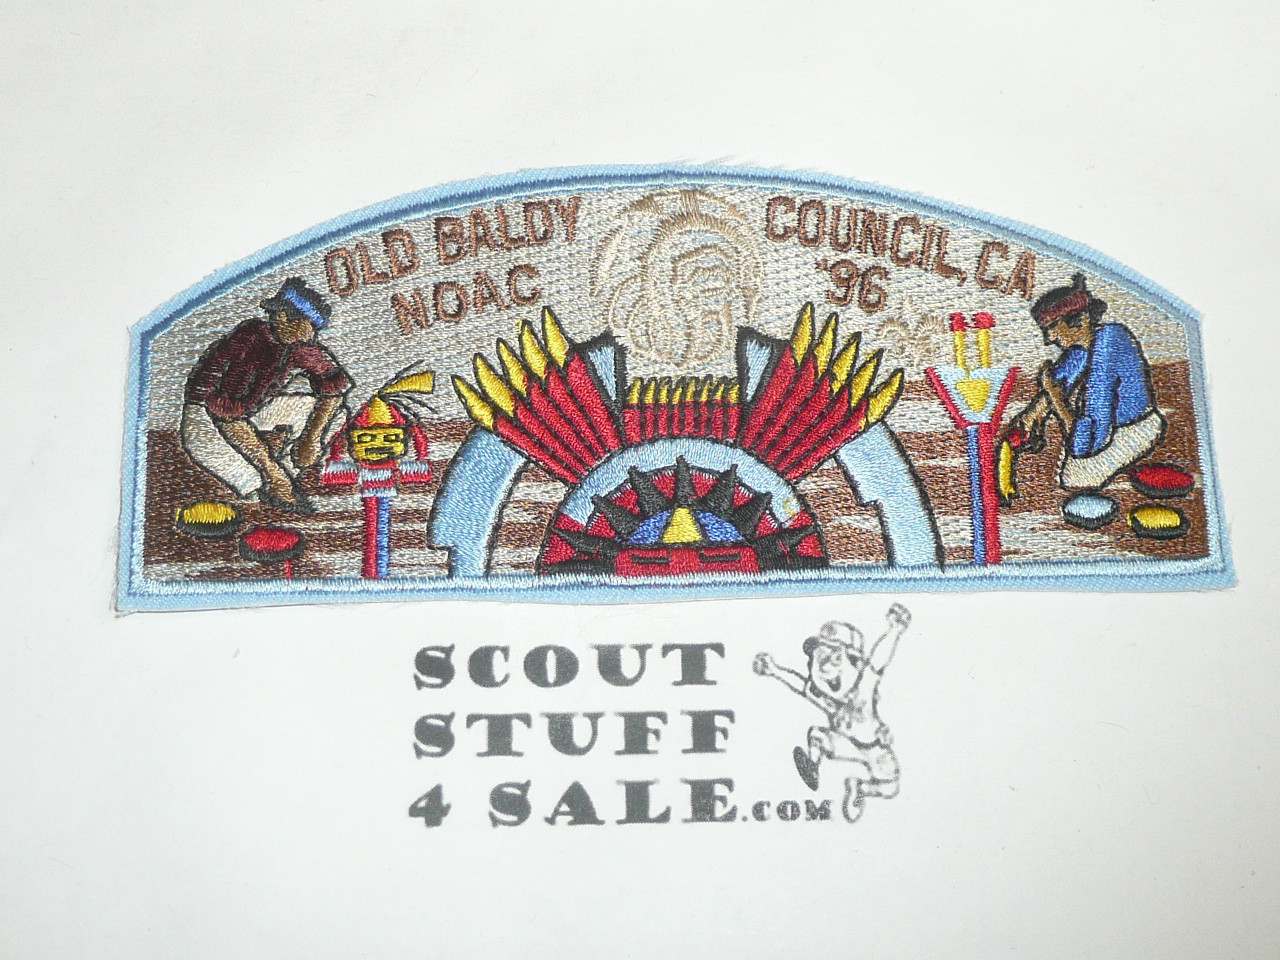 OLD BALDY COUNCIL, CA
NOAC '96
SCOUT
STUFF
4 SALE.COM